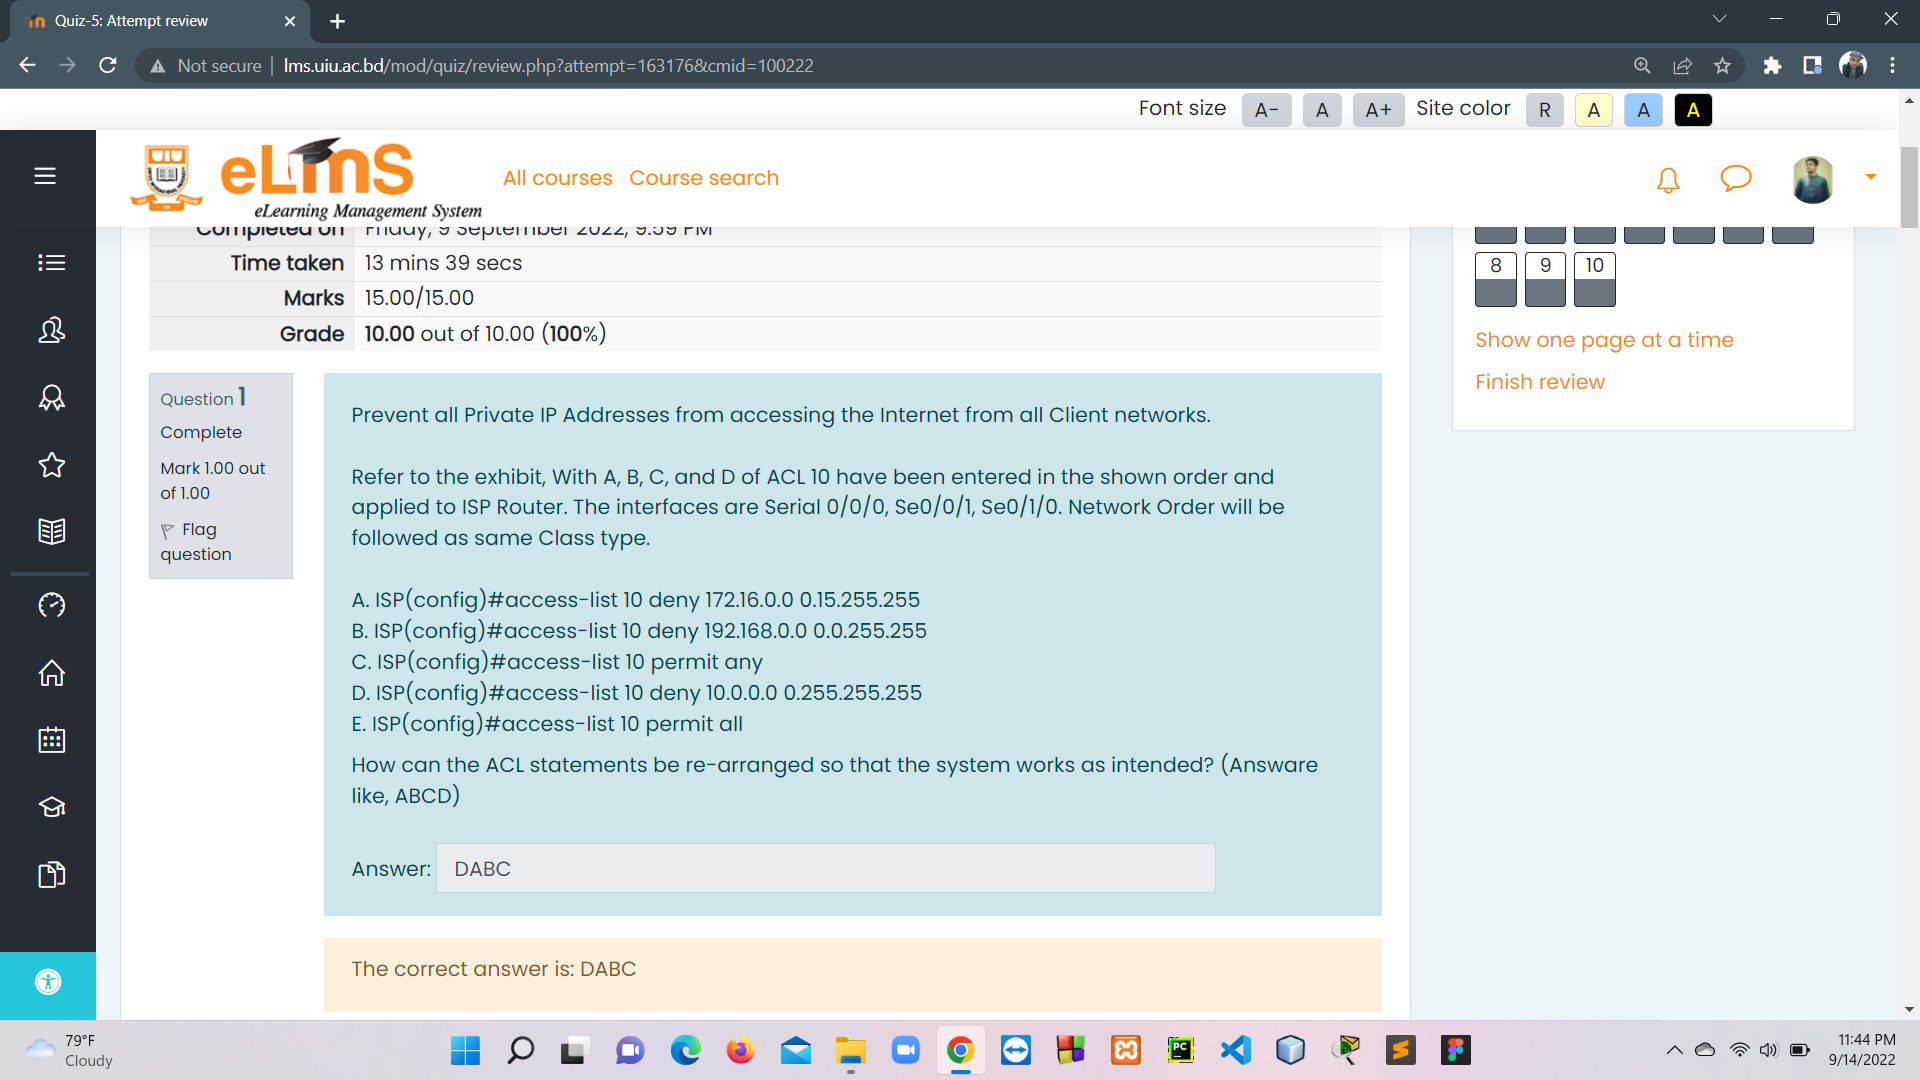 Quiz-5: Attempt review
Not secure
lms.uiu.ac.bd/mod/quiz/review.php?attempt=163176&cmid=100222
Font size A- A A+ Site color R A A A
eLmS
eLearning Management System
All courses Course search
Completed on Friday, 9 September 2022, 9:59 PM
Time taken 13 mins 39 secs
Marks 15.00/15.00
Grade 10.00 out of 10.00 (100%)
8 9 10
Show one page at a time
Finish review
Question 1
Complete
Mark 1.00 out
of 1.00
Flag
question
Prevent all Private IP Addresses from accessing the Internet from all Client networks.
Refer to the exhibit, With A, B, C, and D of ACL 10 have been entered in the shown order and
applied to ISP Router. The interfaces are Serial 0/0/0, Se0/0/1, Se0/1/0. Network Order will be
followed as same Class type.
A. ISP(config)#access-list 10 deny 172.16.0.0 0.15.255.255
B. ISP(config)#access-list 10 deny 192.168.0.0 0.0.255.255
C. ISP(config)#access-list 10 permit any
D. ISP(config)#access-list 10 deny 10.0.0.0 0.255.255.255
E. ISP(config)#access-list 10 permit all
How can the ACL statements be re-arranged so that the system works as intended? (Answare
like, ABCD)
Answer: DABC
The correct answer is: DABC
79°F
Cloudy
PC
11:44 PM
9/14/2022